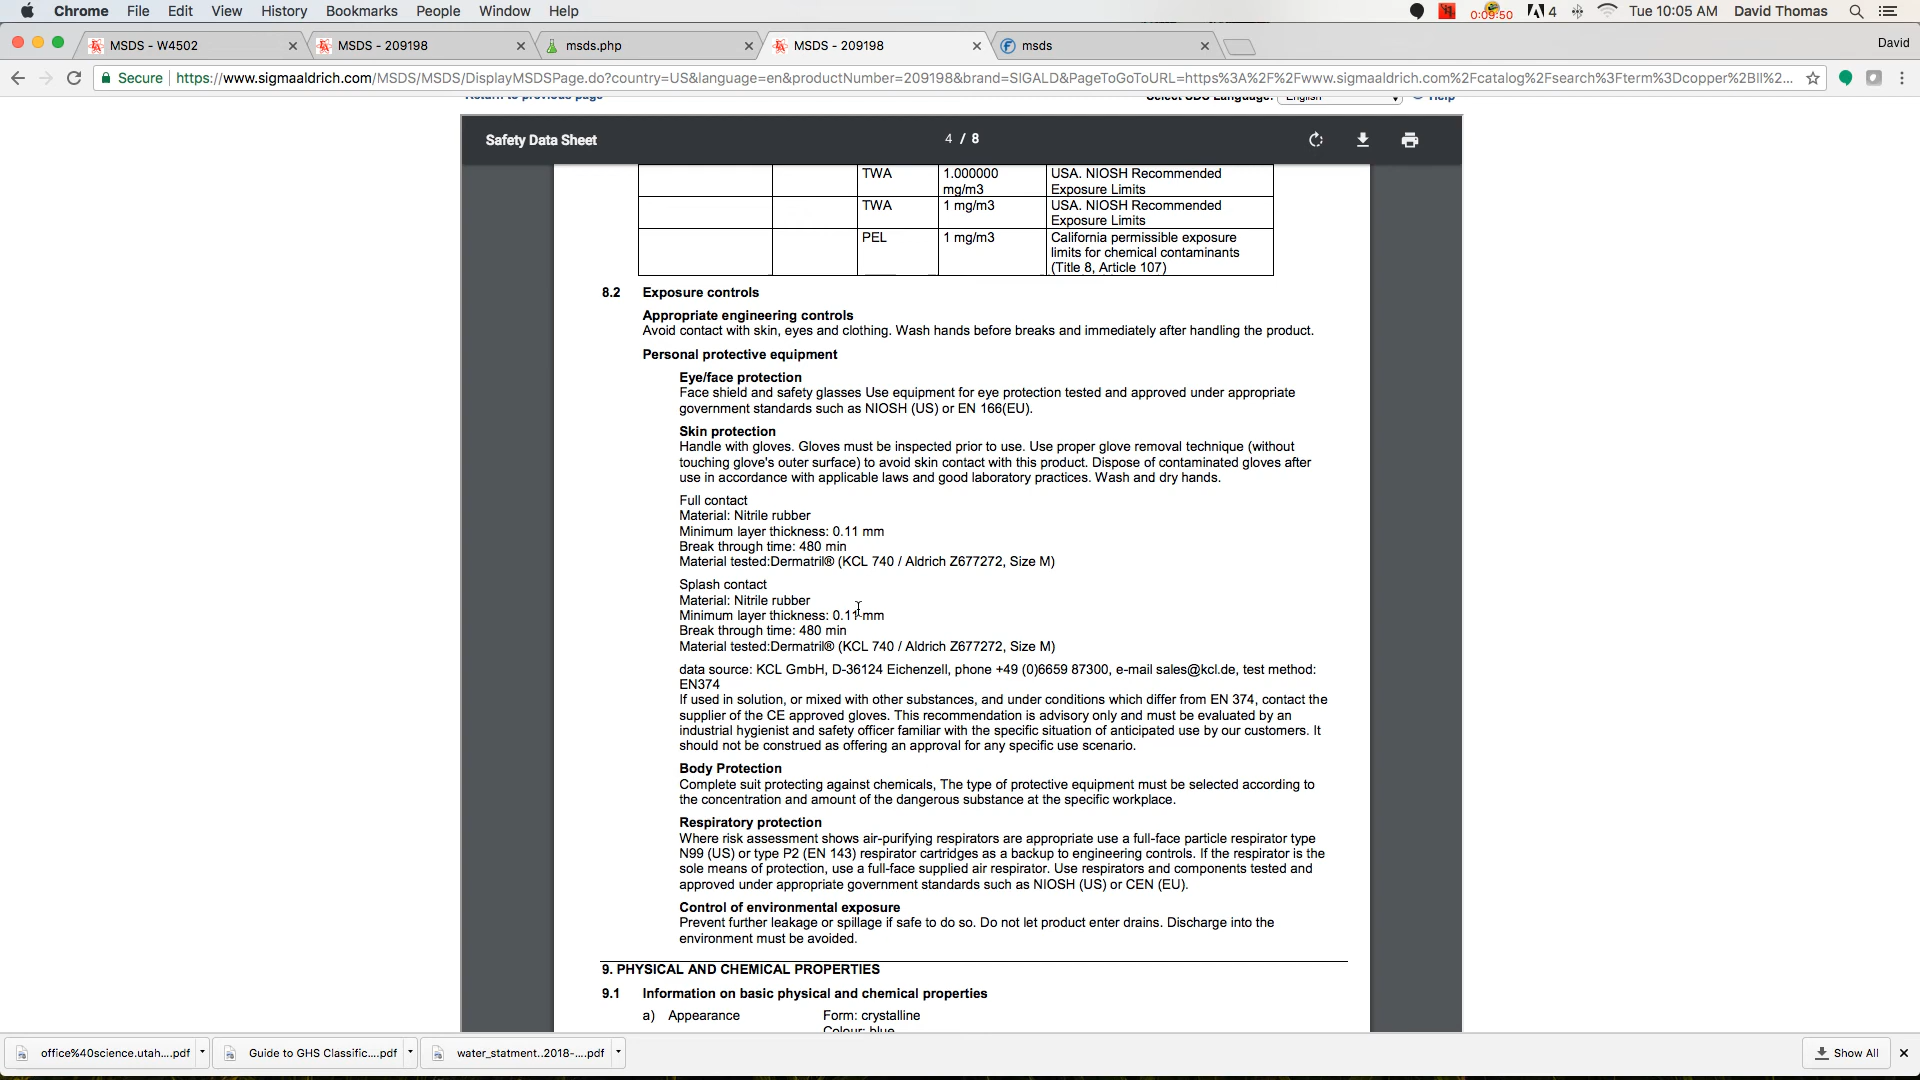 Chrome File Edit View History Bookmarks People Window Help 0:09:50 4 Tue 10:05 AM David Thomas
MSDS - W4502 MSDS - 209198 msds.php MSDS - 209198 msds David
Secure https://www.sigmaaldrich.com/MSDS/MSDS/DisplayMSDSPage.do?country=US&language=en&productNumber=209198&brand=SIGALD&PageToGoToURL=https%3A%2F%2Fwww.sigmaaldrich.com%2Fcatalog%2Fsearch%3Fterm%3Dcopper%2BII%2...
Return to previous page Select SDS Language: English Help
Safety Data Sheet 4 / 8
TWA 1.000000 USA. NIOSH Recommended
mg/m3 Exposure Limits
TWA 1 mg/m3 USA. NIOSH Recommended
Exposure Limits
PEL 1 mg/m3 California permissible exposure
limits for chemical contaminants
(Title 8, Article 107)
8.2 Exposure controls
Appropriate engineering controls
Avoid contact with skin, eyes and clothing. Wash hands before breaks and immediately after handling the product.
Personal protective equipment
Eye/face protection
Face shield and safety glasses Use equipment for eye protection tested and approved under appropriate
government standards such as NIOSH (US) or EN 166(EU).
Skin protection
Handle with gloves. Gloves must be inspected prior to use. Use proper glove removal technique (without
touching glove's outer surface) to avoid skin contact with this product. Dispose of contaminated gloves after
use in accordance with applicable laws and good laboratory practices. Wash and dry hands.
Full contact
Material: Nitrile rubber
Minimum layer thickness: 0.11 mm
Break through time: 480 min
Material tested:Dermatril® (KCL 740 / Aldrich Z677272, Size M)
Splash contact
Material: Nitrile rubber
Minimum layer thickness: 0.11 mm
Break through time: 480 min
Material tested:Dermatril® (KCL 740 / Aldrich Z677272, Size M)
data source: KCL GmbH, D-36124 Eichenzell, phone +49 (0)6659 87300, e-mail sales@kcl.de, test method:
EN374
If used in solution, or mixed with other substances, and under conditions which differ from EN 374, contact the
supplier of the CE approved gloves. This recommendation is advisory only and must be evaluated by an
industrial hygienist and safety officer familiar with the specific situation of anticipated use by our customers. It
should not be construed as offering an approval for any specific use scenario.
Body Protection
Complete suit protecting against chemicals, The type of protective equipment must be selected according to
the concentration and amount of the dangerous substance at the specific workplace.
Respiratory protection
Where risk assessment shows air-purifying respirators are appropriate use a full-face particle respirator type
N99 (US) or type P2 (EN 143) respirator cartridges as a backup to engineering controls. If the respirator is the
sole means of protection, use a full-face supplied air respirator. Use respirators and components tested and
approved under appropriate government standards such as NIOSH (US) or CEN (EU).
Control of environmental exposure
Prevent further leakage or spillage if safe to do so. Do not let product enter drains. Discharge into the
environment must be avoided.
9. PHYSICAL AND CHEMICAL PROPERTIES
9.1 Information on basic physical and chemical properties
a) Appearance Form: crystalline
Colour: blue
office%40science.utah....pdf Guide to GHS Classific....pdf water_statment..2018-....pdf Show All